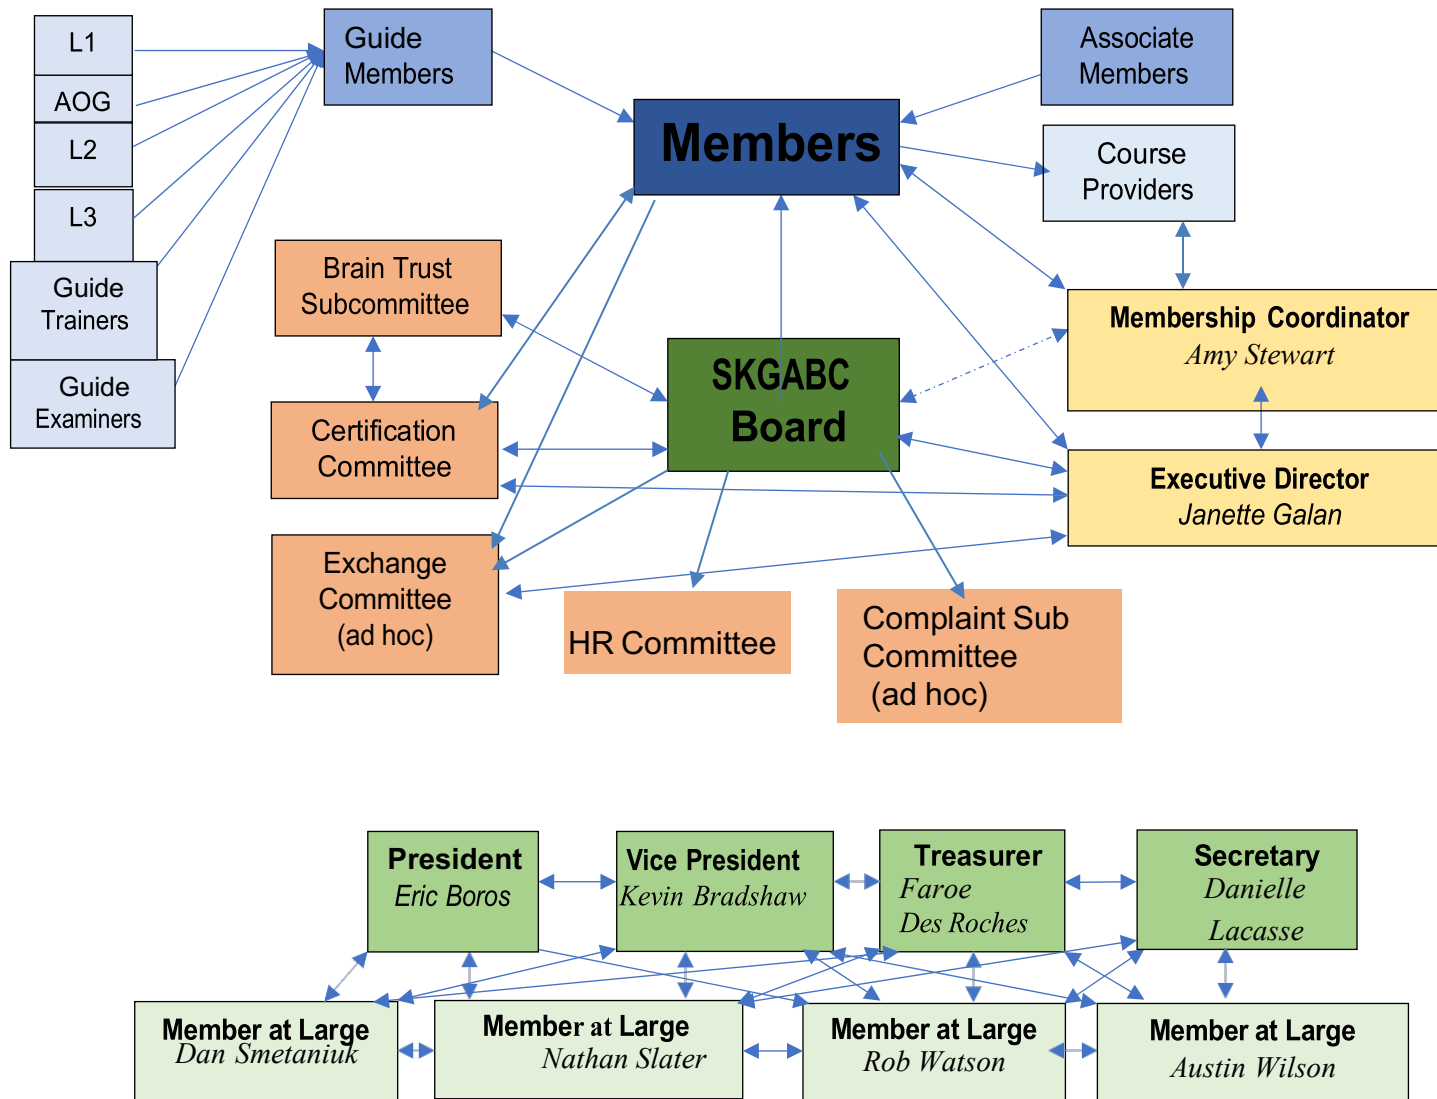 L1
AOG
L2
L3
Guide
Trainers
Guide
Examiners
Guide
Members
Associate
Members
Members
Course
Providers
Brain Trust
Subcommittee
SKGABC
Board
Membership Coordinator
Amy Stewart
Certification
Committee
Executive Director
Janette Galan
Exchange
Committee
(ad hoc)
HR Committee
Complaint Sub
Committee
(ad hoc)
President
Eric Boros
Vice President
Kevin Bradshaw
Treasurer
Faroe
Des Roches
Secretary
Danielle
Lacasse
Member at Large
Dan Smetaniuk
Member at Large
Nathan Slater
Member at Large
Rob Watson
Member at Large
Austin Wilson